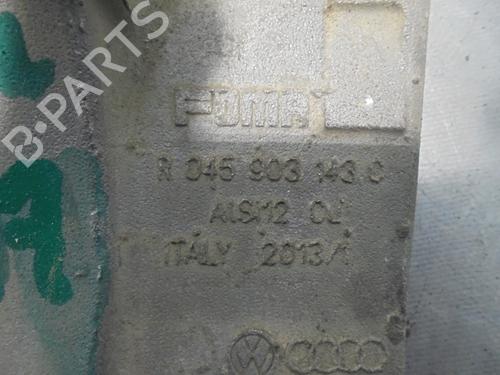 FOMA
R 045 903 143 C
AlSi12 CU
ITALY 2013/1
B-PARTS